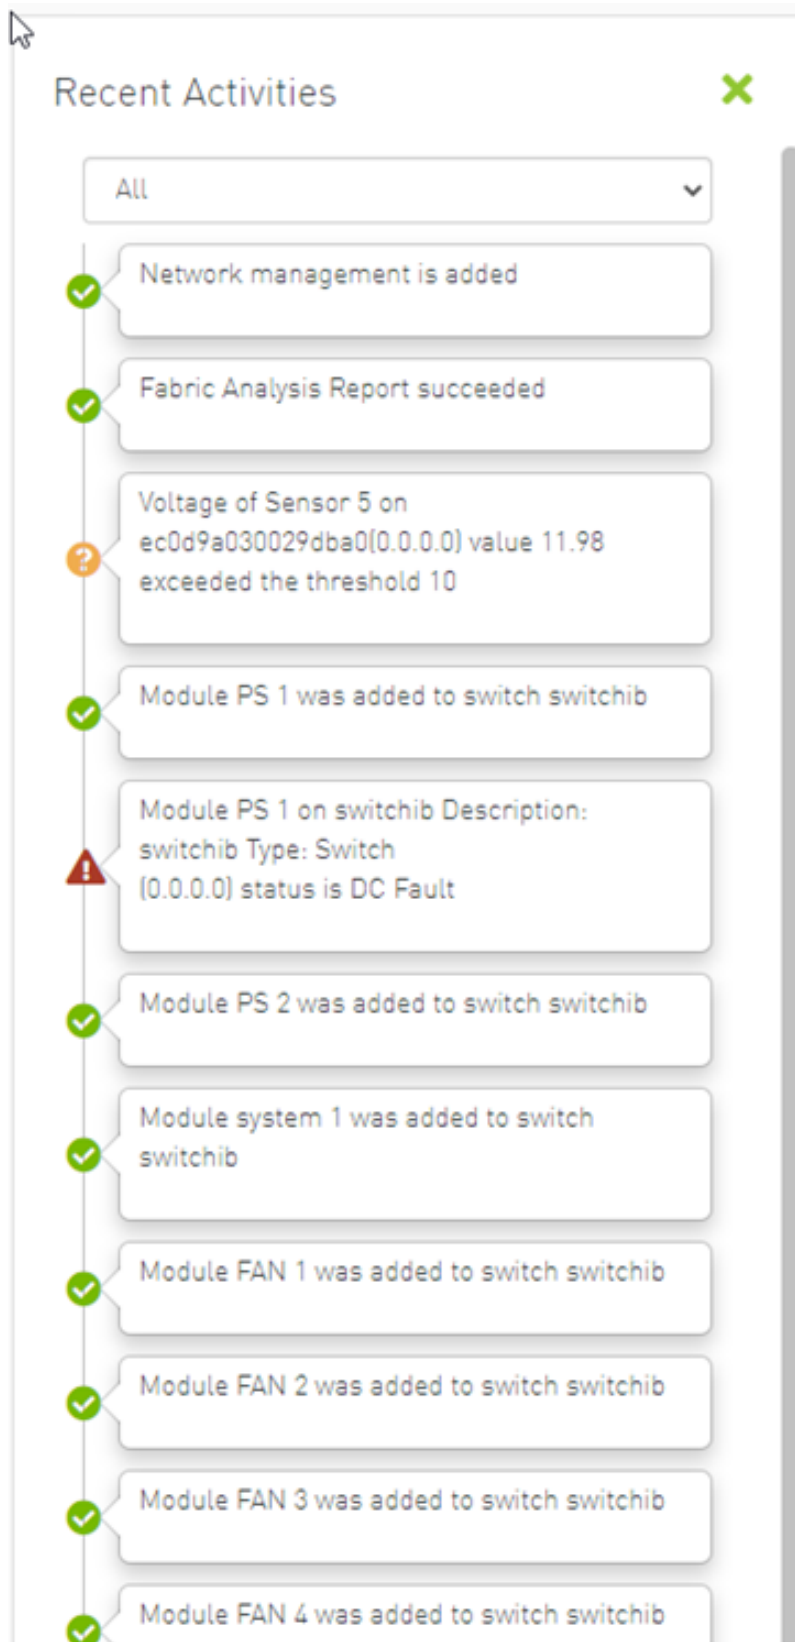 Recent Activities
All
Network management is added
Fabric Analysis Report succeeded
Voltage of Sensor 5 on
ec0d9a030029dba0(0.0.0.0) value 11.98
exceeded the threshold 10
Module PS 1 was added to switch switchib
Module PS 1 on switchib Description:
switchib Type: Switch
(0.0.0.0) status is DC Fault
Module PS 2 was added to switch switchib
Module system 1 was added to switch
switchib
Module FAN 1 was added to switch switchib
Module FAN 2 was added to switch switchib
Module FAN 3 was added to switch switchib
Module FAN 4 was added to switch switchib